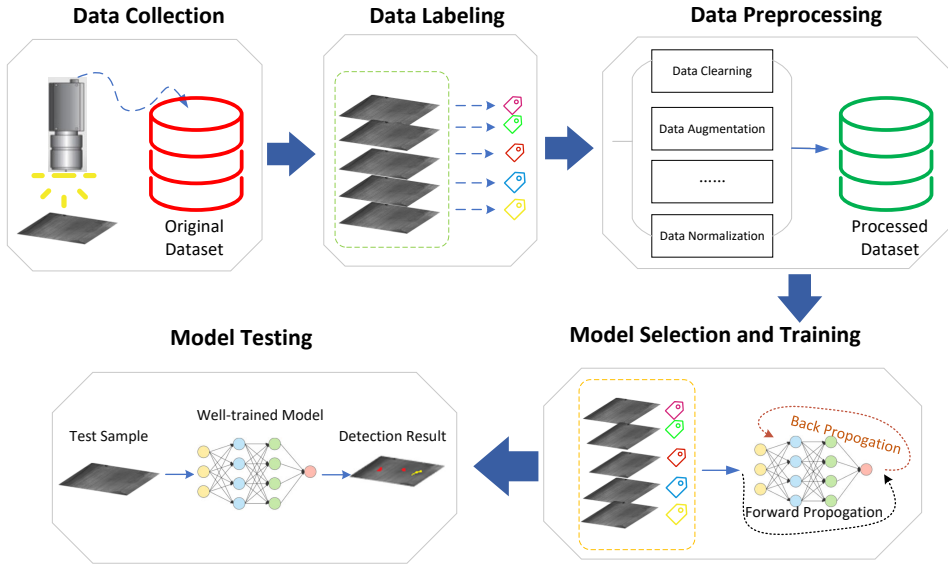 Data Collection
Original
Dataset
Data Labeling
Data Preprocessing
Data Clearning
Data Augmentation
......
Data Normalization
Processed
Dataset
Model Selection and Training
Back Propogation
Forward Propogation
Model Testing
Test Sample
Well-trained Model
Detection Result